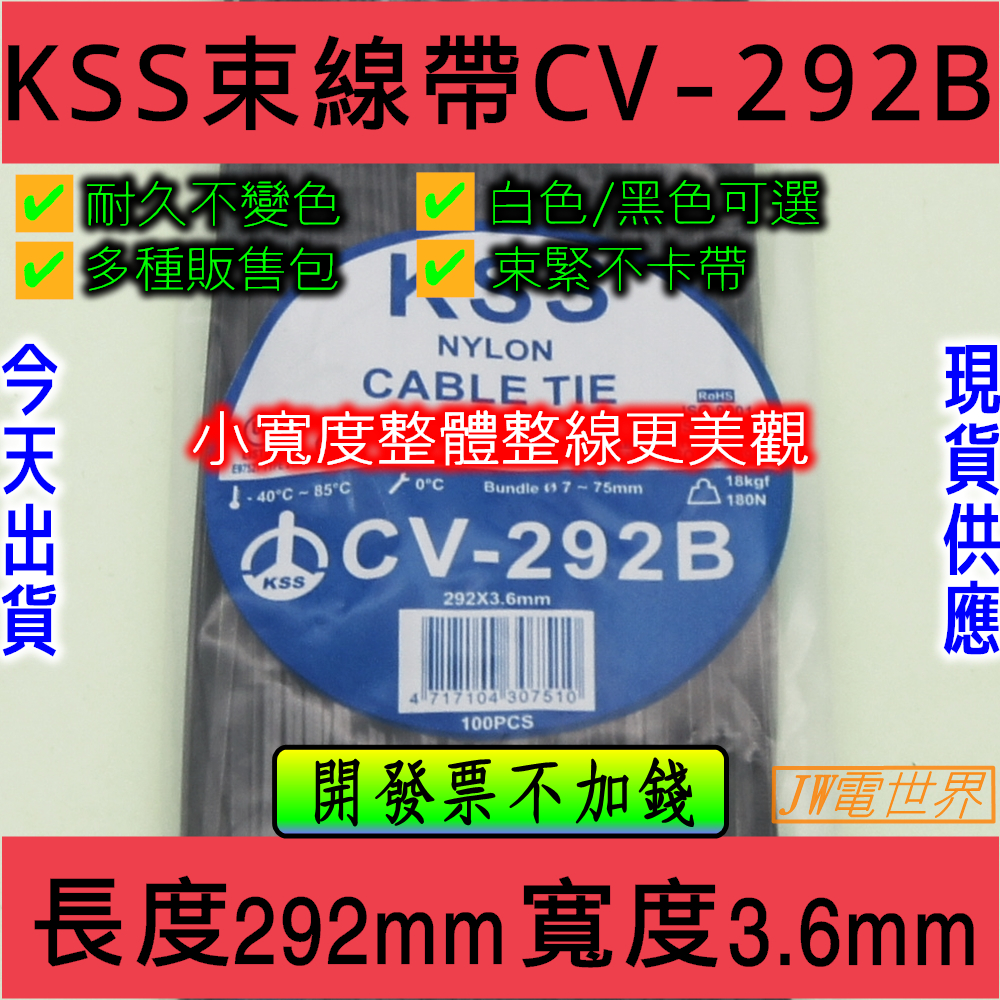 KSS束線帶CV-292B
✔ 耐久不變色
✔ 白色/黑色可選
✔ 多種販售包
✔ 束緊不卡帶
KSS
NYLON
CABLE TIE
RoHS
小寬度整體整線更美觀
- 40°C ~ 85°C
0°C
Bundle Ø 7 ~ 75mm
18kgf
180N
KSS
CV-292B
292X3.6mm
4 717104 307510
100PCS
今天出貨
現貨供應
開發票不加錢
JW電世界
長度292mm 寬度3.6mm